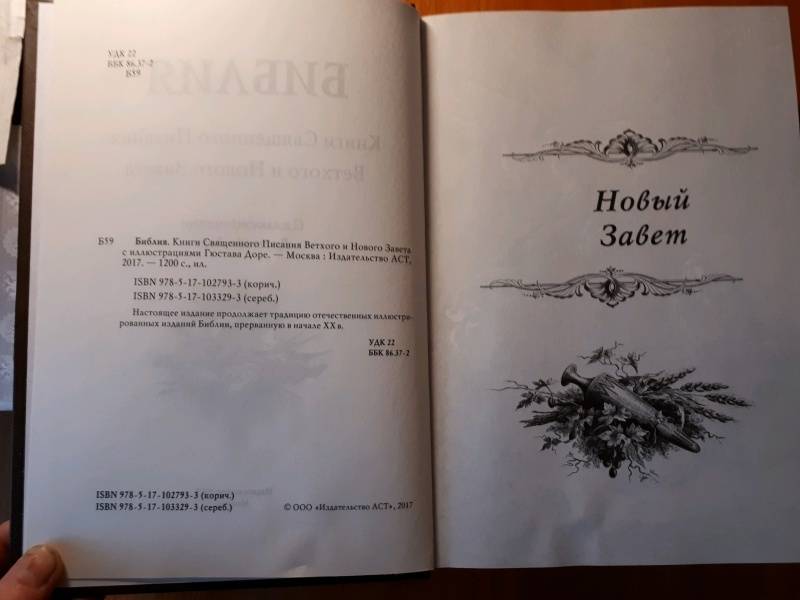 УДК 22
ББК 86.37-2
Б59
Б59 Библия. Книги Священного Писания Ветхого и Нового Завета
с иллюстрациями Гюстава Доре. — Москва : Издательство АСТ,
2017. — 1200 с., ил.
ISBN 978-5-17-102793-3 (корич.)
ISBN 978-5-17-103329-3 (сереб.)
Настоящее издание продолжает традицию отечественных иллюстри-
рованных изданий Библии, прерванную в начале XX в.
УДК 22
ББК 86.37-2
ISBN 978-5-17-102793-3 (корич.)
ISBN 978-5-17-103329-3 (сереб.)
© ООО «Издательство АСТ», 2017
Новый
Завет